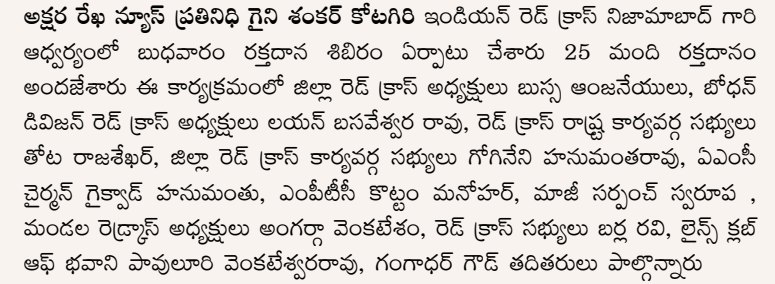 అక్షర రేఖ న్యూస్ ప్రతినిధి గైని శంకర్ కోటగిరి ఇండియన్ రెడ్ క్రాస్ నిజామాబాద్ గారి
ఆధ్వర్యంలో బుధవారం రక్తదాన శిబిరం ఏర్పాటు చేశారు 25 మంది రక్తదానం
అందజేశారు ఈ కార్యక్రమంలో జిల్లా రెడ్ క్రాస్ అధ్యక్షులు బుస్స ఆంజనేయులు, బోధన్
డివిజన్ రెడ్ క్రాస్ అధ్యక్షులు లయన్ బసవేశ్వర రావు, రెడ్ క్రాస్ రాష్ట్ర కార్యవర్గ సభ్యులు
తోట రాజశేఖర్, జిల్లా రెడ్ క్రాస్ కార్యవర్గ సభ్యులు గోగినేని హనుమంతరావు, ఏఎంసీ
చైర్మన్ గైక్వాడ్ హనుమంతు, ఎంపీటీసీ కొట్టం మనోహర్, మాజీ సర్పంచ్ స్వరూప ,
మండల రెడ్క్రాస్ అధ్యక్షులు అంగర్గా వెంకటేశం, రెడ్ క్రాస్ సభ్యులు బర్ల రవి, లైన్స్ క్లబ్
ఆఫ్ భవాని పావులూరి వెంకటేశ్వరరావు, గంగాధర్ గౌడ్ తదితరులు పాల్గొన్నారు